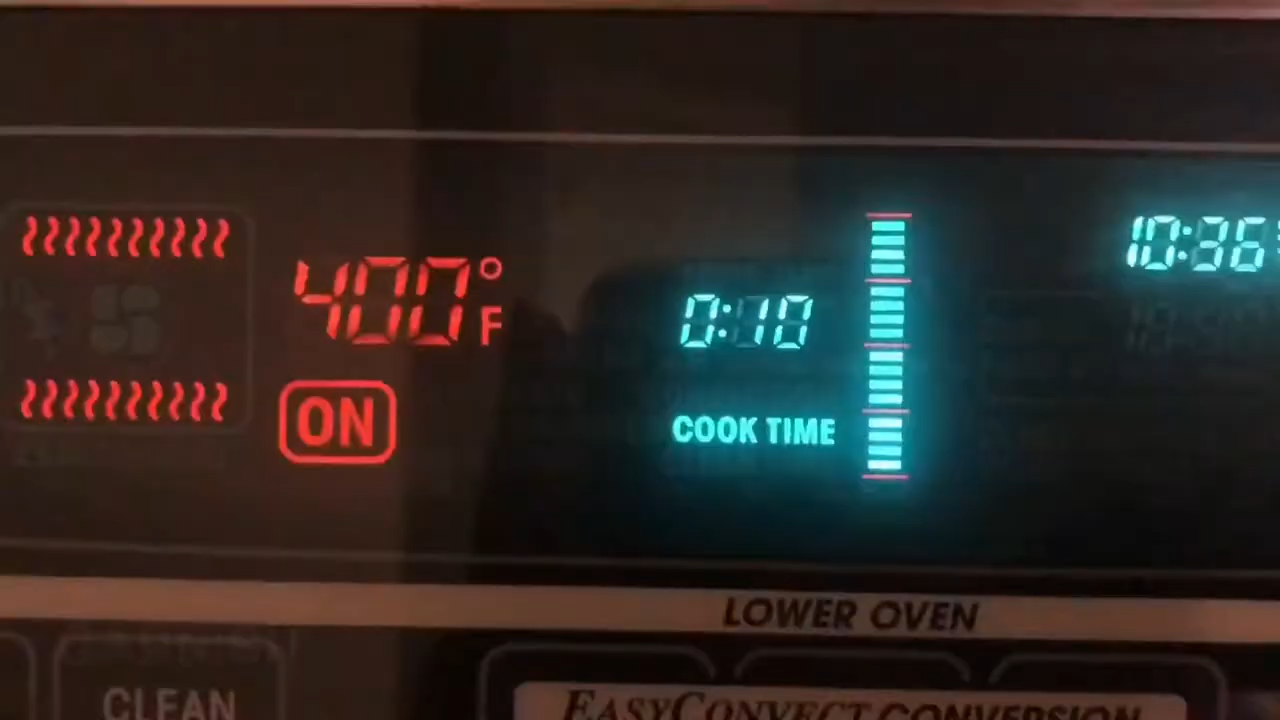 400°F
ON
0:10
COOK TIME
10:36
LOWER OVEN
CLEAN
EASYCONVECT CONVERSION